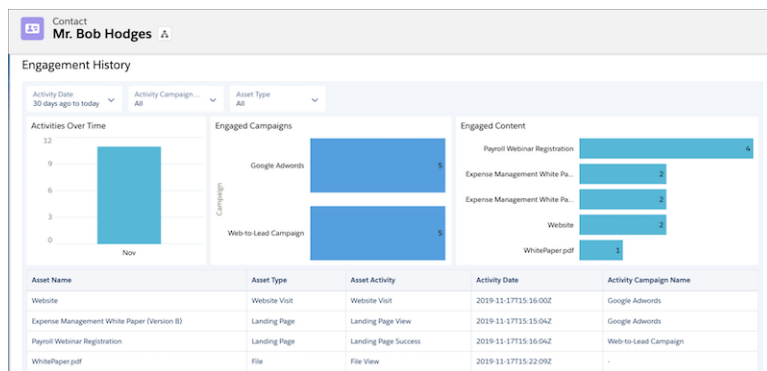 Contact
Mr. Bob Hodges
Engagement History
Activity Date
30 days ago to today
Activity Campaign...
All
Asset Type
All
Activities Over Time
12
9
6
3
0
Nov
Engaged Campaigns
Campaign
Google Adwords
5
Web-to-Lead Campaign
5
Engaged Content
Payroll Webinar Registration
4
Expense Management White Pa...
2
Expense Management White Pa...
2
Website
2
WhitePaper.pdf
1
Asset Name Asset Type Asset Activity Activity Date Activity Campaign Name
Website Website Visit Website Visit 2019-11-17T15:16:00Z Google Adwords
Expense Management White Paper (Version B) Landing Page Landing Page View 2019-11-17T15:15:04Z Google Adwords
Payroll Webinar Registration Landing Page Landing Page Success 2019-11-17T15:16:04Z Web-to-Lead Campaign
WhitePaper.pdf File File View 2019-11-17T15:22:09Z -